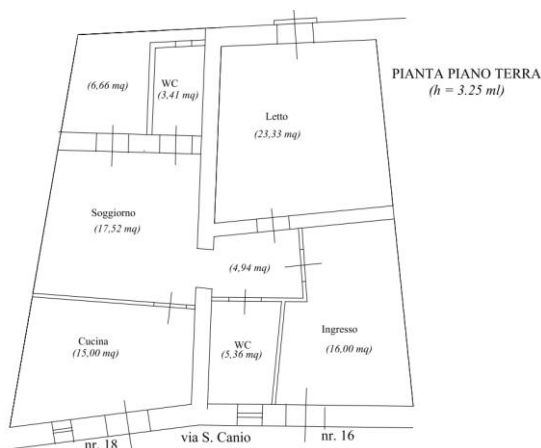 PIANTA PIANO TERRA
(h = 3.25 ml)
(6,66 mq)
WC
(3,41 mq)
Letto
(23,33 mq)
Soggiorno
(17,52 mq)
(4,94 mq)
Ingresso
(16,00 mq)
Cucina
(15,00 mq)
WC
(5,36 mq)
nr. 18
via S. Canio
nr. 16